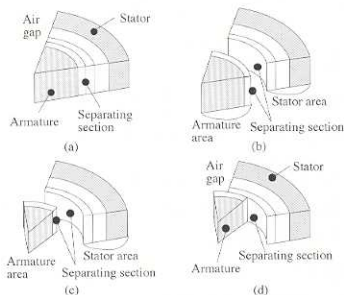 Air
gap
Stator
Armature
Separating
section
(a)
Stator area
Armature
area
Separating section
(b)
Armature
area
Stator area
Separating section
(c)
Air
gap
Stator
Separating section
Armature
(d)